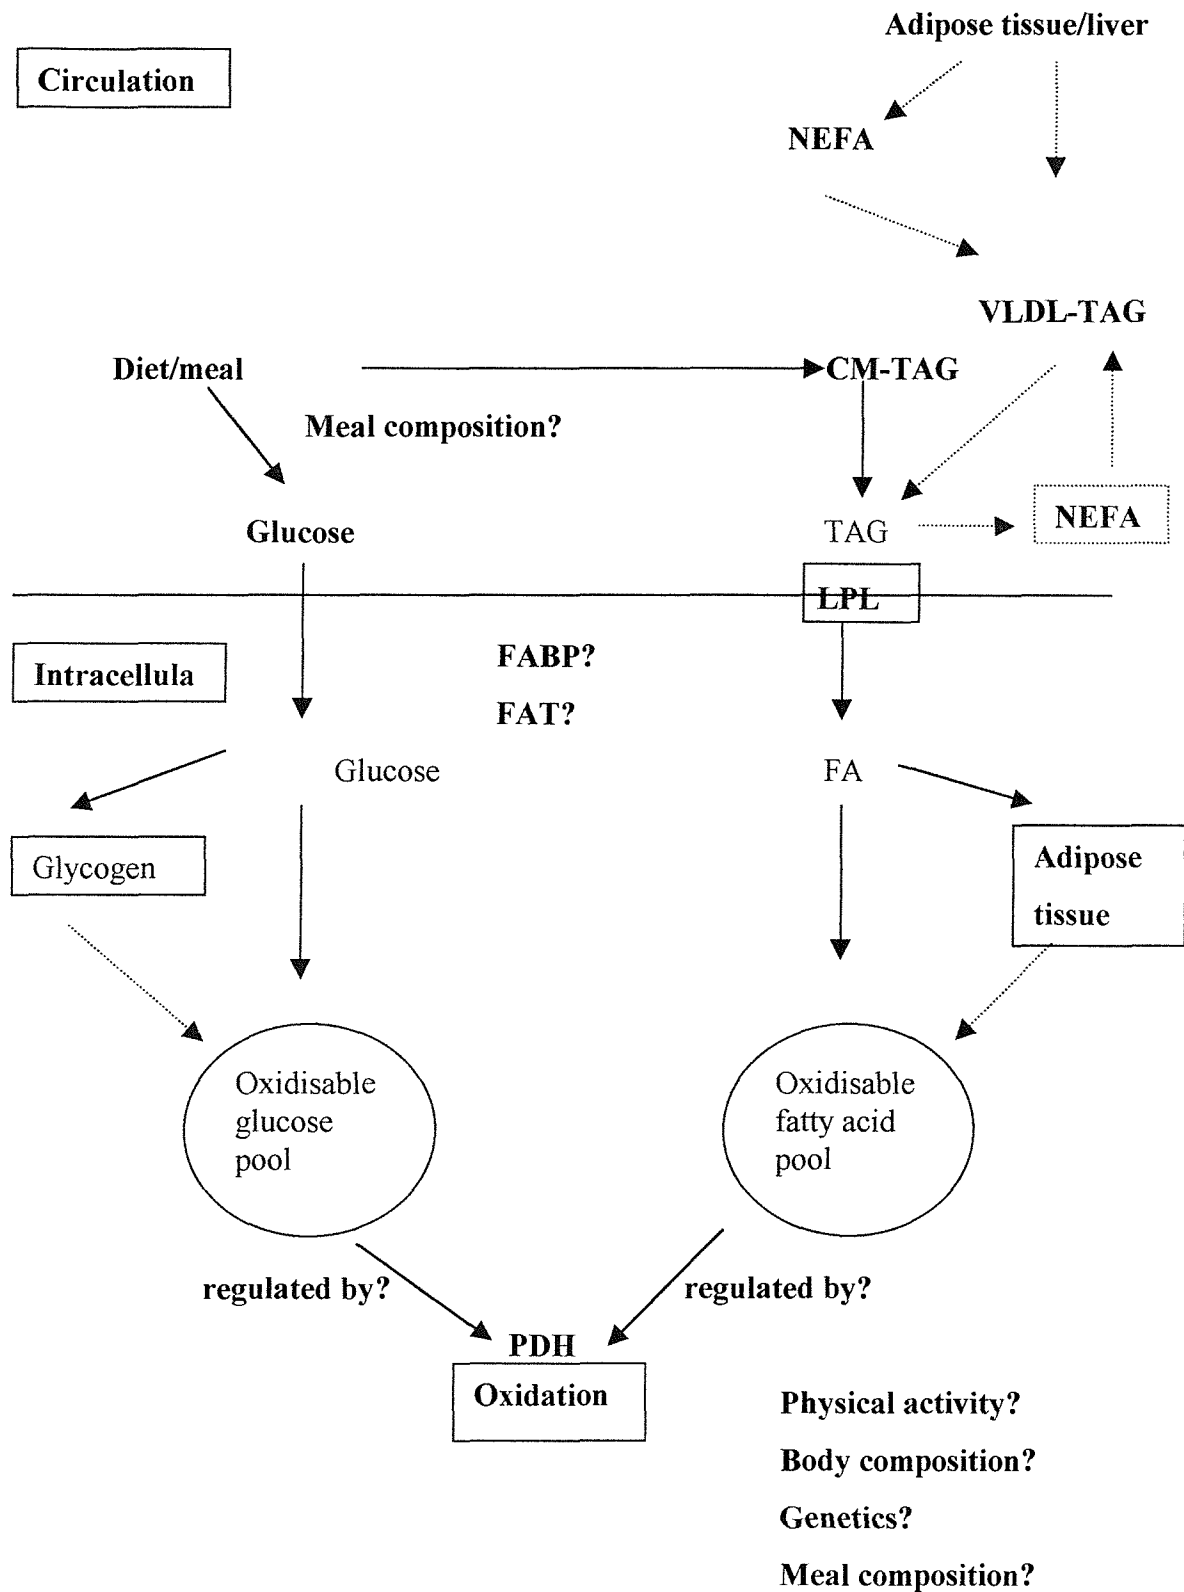 Adipose tissue/liver
Circulation
NEFA
VLDL-TAG
Diet/meal
CM-TAG
Meal composition?
Glucose
TAG
NEFA
LPL
Intracellula
FABP?
FAT?
Glucose
FA
Glycogen
Adipose
tissue
Oxidisable
glucose
pool
Oxidisable
fatty acid
pool
regulated by?
regulated by?
PDH
Oxidation
Physical activity?
Body composition?
Genetics?
Meal composition?